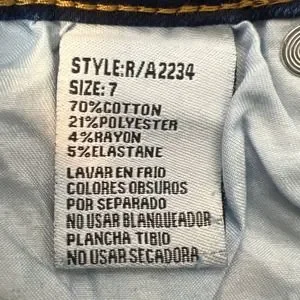 STYLE:R/A2234
SIZE: 7
70%COTTON
21%POLYESTER
4%RAYON
5%ELASTANE
LAVAR EN FRIO
COLORES OBSUROS
POR SEPARADO
NO USAR BLANQUEADOR
PLANCHA TIBIO
NO USAR SECADORA